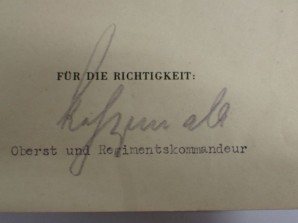 FÜR DIE RICHTIGKEIT:
Oberst und Regimentskommandeur